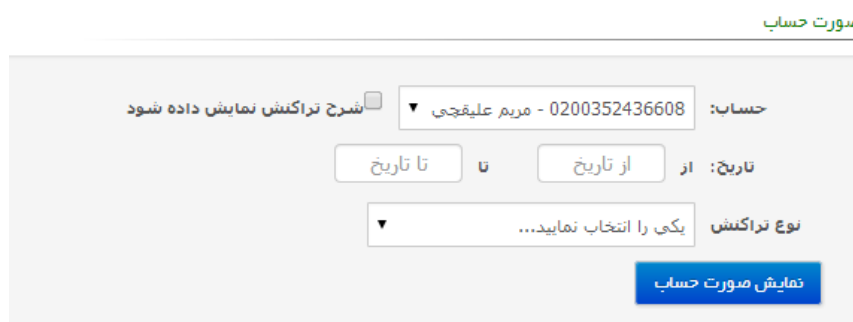 صورت حساب
حساب: 0200352436608 - مریم علیقچی شرح تراکنش نمایش داده شود
تاریخ: از از تاریخ تا تا تاریخ
نوع تراکنش یکی را انتخاب نمایید...
نمایش صورت حساب